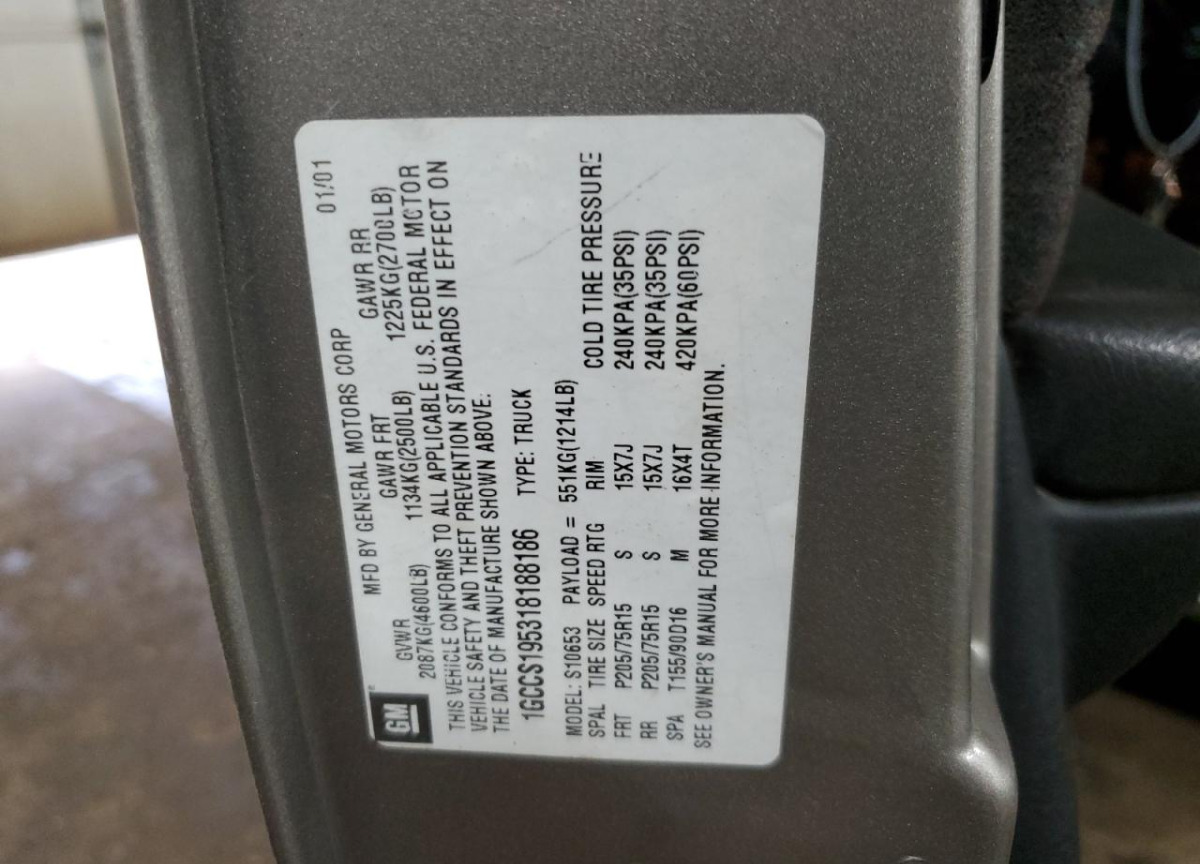 01/01
MFD BY GENERAL MOTORS CORP
GVWR GAWR FRT GAWR RR
2087KG(4600LB) 1134KG(2500LB) 1225KG(2700LB)
THIS VEHICLE CONFORMS TO ALL APPLICABLE U.S. FEDERAL MOTOR
VEHICLE SAFETY AND THEFT PREVENTION STANDARDS IN EFFECT ON
THE DATE OF MANUFACTURE SHOWN ABOVE.
GM
1GCCS195318188186 TYPE: TRUCK
MODEL: S10653 PAYLOAD = 551KG(1214LB)
SPAL TIRE SIZE SPEED RTG RIM COLD TIRE PRESSURE
FRT P205/75R15 S 15X7J 240KPA(35PSI)
RR P205/75R15 S 15X7J 240KPA(35PSI)
SPA T155/90D16 M 16X4T 420KPA(60PSI)
SEE OWNER'S MANUAL FOR MORE INFORMATION.